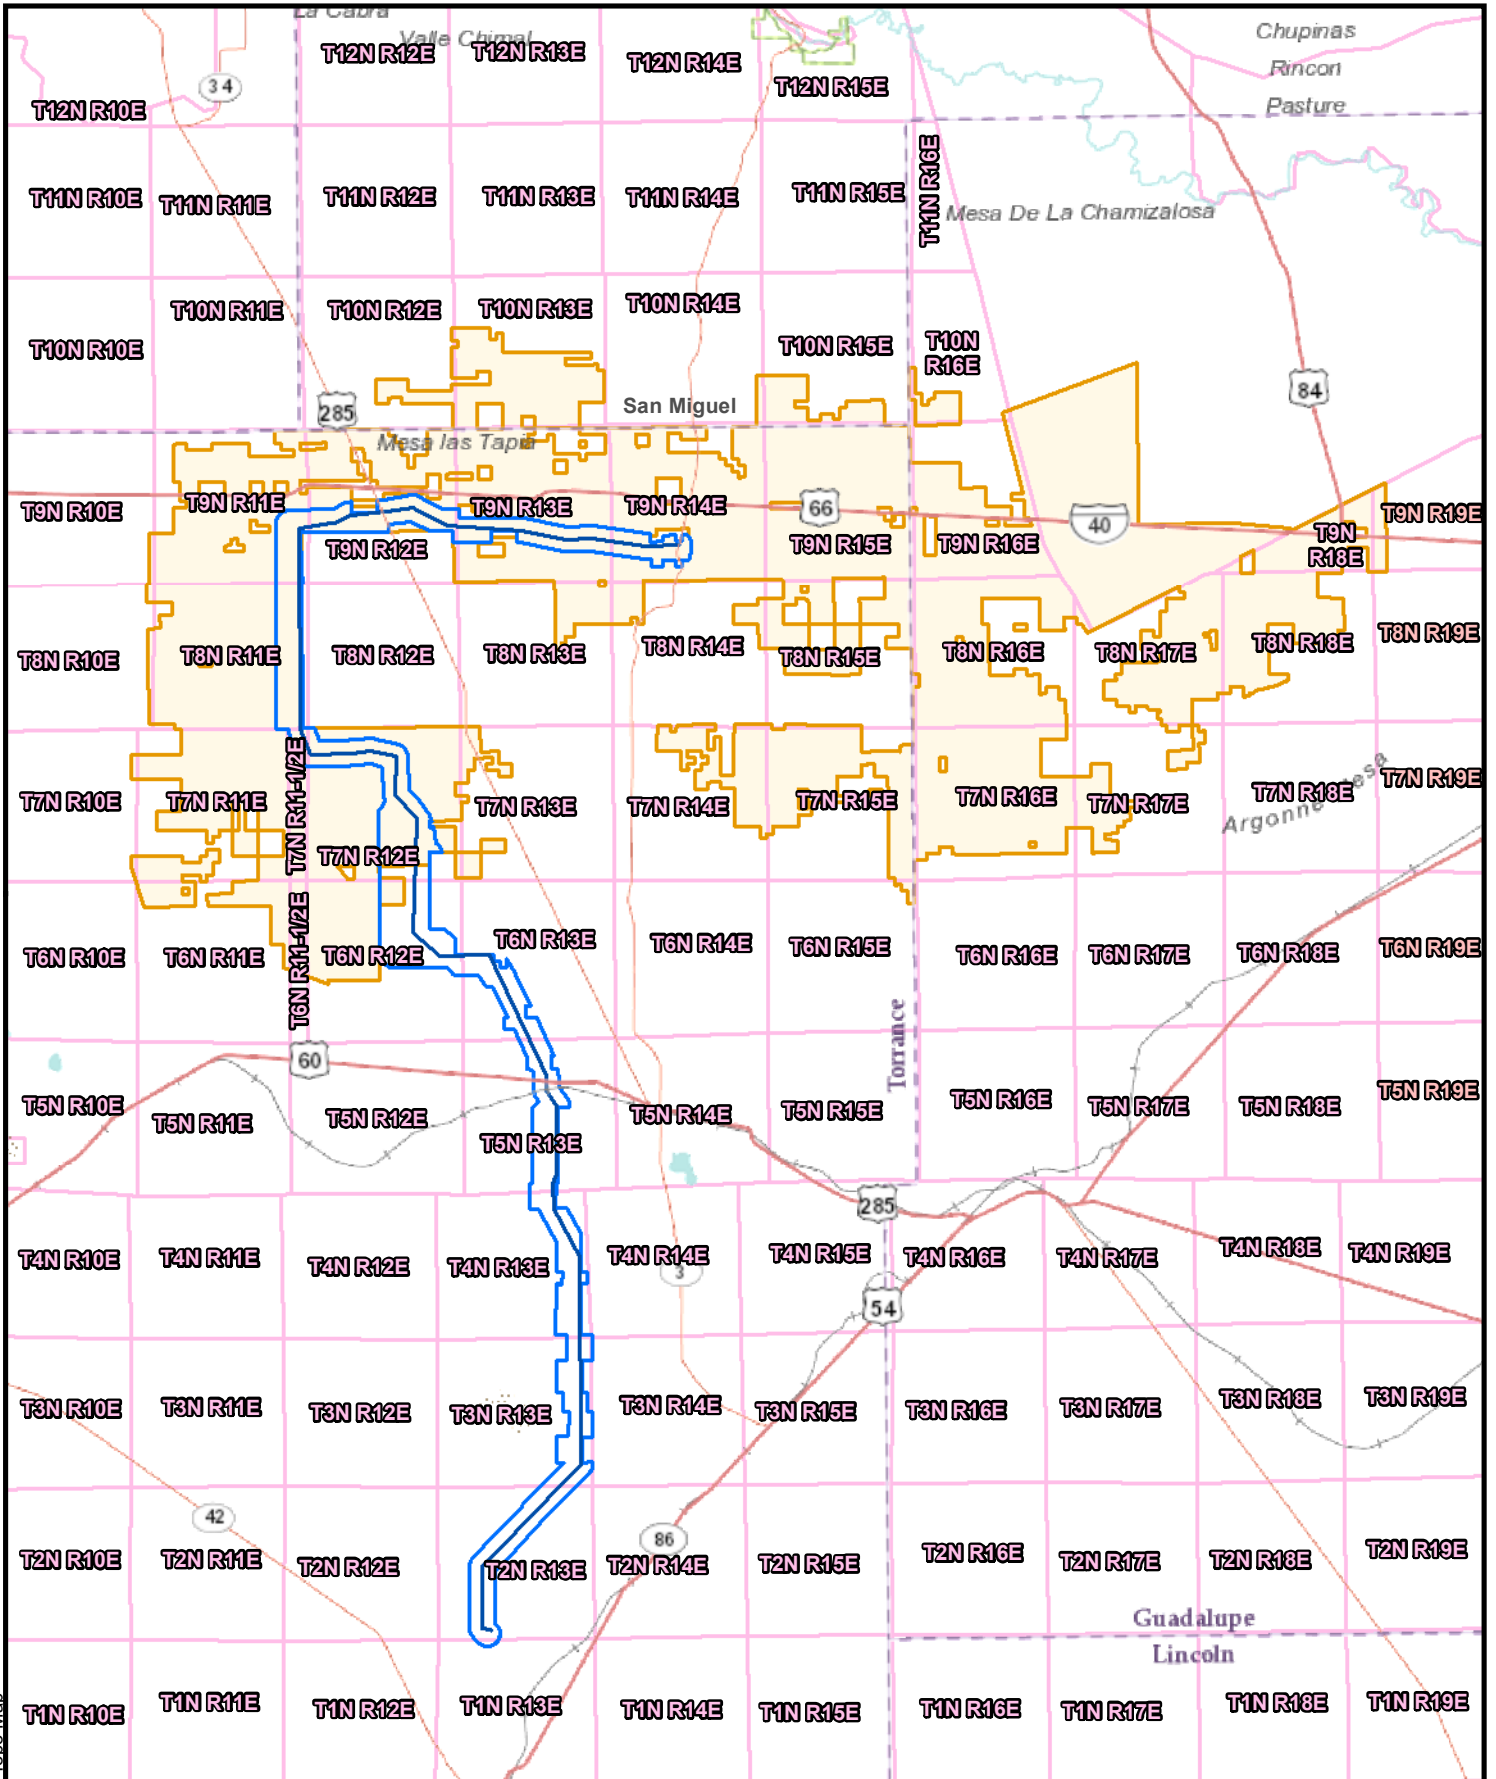 La Cabra
Valle Chimal
Chupinas
Rincon
Pasture
T12N R12E
T12N R13E
T12N R14E
T12N R15E
34
T12N R10E
T11N R10E
T11N R11E
T11N R12E
T11N R13E
T11N R14E
T11N R15E
T11N R16E
Mesa De La Chamizalosa
T10N R10E
T10N R11E
T10N R12E
T10N R13E
T10N R14E
T10N R15E
T10N
R16E
84
285
San Miguel
Mesa las Tapia
T9N R10E
T9N R11E
T9N R12E
T9N R13E
T9N R14E
66
T9N R15E
T9N R16E
40
T9N
R18E
T9N R19E
T8N R10E
T8N R11E
T8N R12E
T8N R13E
T8N R14E
T8N R15E
T8N R16E
T8N R17E
T8N R18E
T8N R19E
T7N R10E
T7N R11E
T7N R11-1/2E
T7N R12E
T7N R13E
T7N R14E
T7N R15E
T7N R16E
T7N R17E
T7N R18E
T7N R19E
Argonne Mesa
T6N R10E
T6N R11E
T6N R11-1/2E
T6N R12E
T6N R13E
T6N R14E
T6N R15E
T6N R16E
T6N R17E
T6N R18E
T6N R19E
Torrance
60
T5N R10E
T5N R11E
T5N R12E
T5N R13E
T5N R14E
T5N R15E
T5N R16E
T5N R17E
T5N R18E
T5N R19E
285
T4N R10E
T4N R11E
T4N R12E
T4N R13E
T4N R14E
3
T4N R15E
T4N R16E
T4N R17E
T4N R18E
T4N R19E
54
T3N R10E
T3N R11E
T3N R12E
T3N R13E
T3N R14E
T3N R15E
T3N R16E
T3N R17E
T3N R18E
T3N R19E
42
86
T2N R10E
T2N R11E
T2N R12E
T2N R13E
T2N R14E
T2N R15E
T2N R16E
T2N R17E
T2N R18E
T2N R19E
Guadalupe
Lincoln
T1N R10E
T1N R11E
T1N R12E
T1N R13E
T1N R14E
T1N R15E
T1N R16E
T1N R17E
T1N R18E
T1N R19E